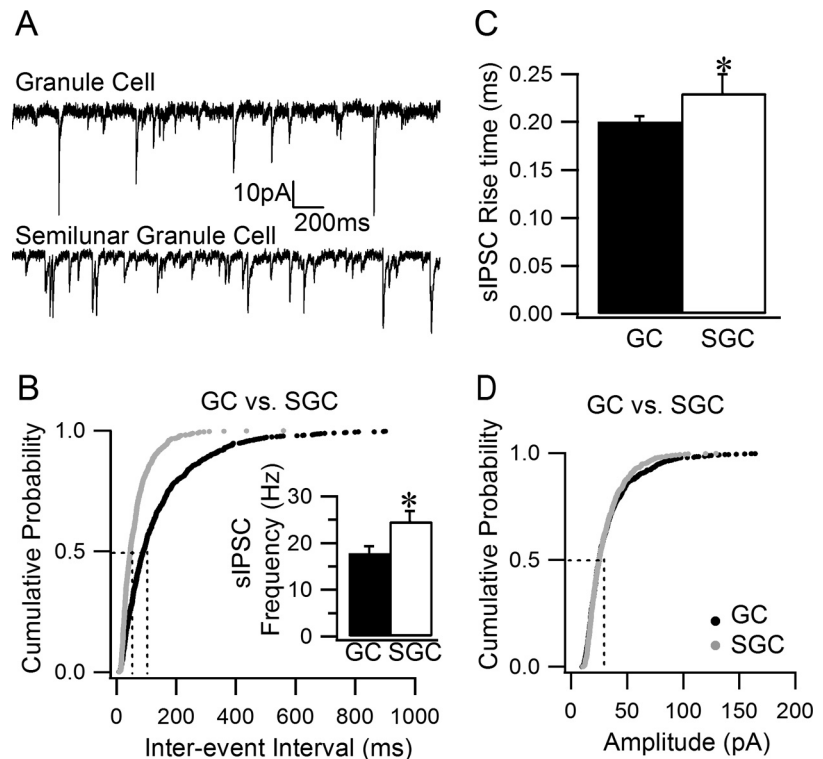 A
Granule Cell
10pA
200ms
Semilunar Granule Cell
C
*
sIPSC Rise time (ms)
0.25
0.20
0.15
0.10
0.05
0.00
GC SGC
B
GC vs. SGC
Cumulative Probability
1.0
0.5
0.0
0 200 400 600 800 1000
Inter-event Interval (ms)
sIPSC
Frequency (Hz)
30
20
10
0
*
GC SGC
D
GC vs. SGC
Cumulative Probability
1.0
0.5
0.0
GC
SGC
0 50 100 150 200
Amplitude (pA)